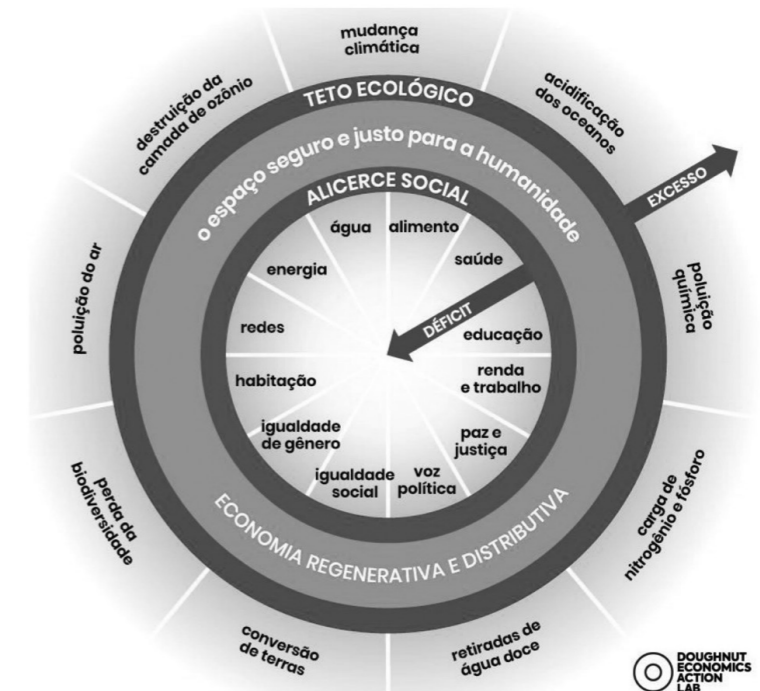 mudança
climática
acidificação
dos oceanos
destruição da
camada de ozônio
TETO ECOLÓGICO
o espaço seguro e justo para a humanidade
EXCESSO
ALICERCE SOCIAL
água
alimento
energia
saúde
poluição do ar
poluição
química
redes
DÉFICIT
educação
habitação
renda
e trabalho
igualdade
de gênero
paz e
justiça
igualdade
social
voz
política
ECONOMIA REGENERATIVA E DISTRIBUTIVA
perda da
biodiversidade
carga de
nitrogênio e fósforo
conversão
de terras
retiradas de
água doce
DOUGHNUT
ECONOMICS
ACTION
LAB